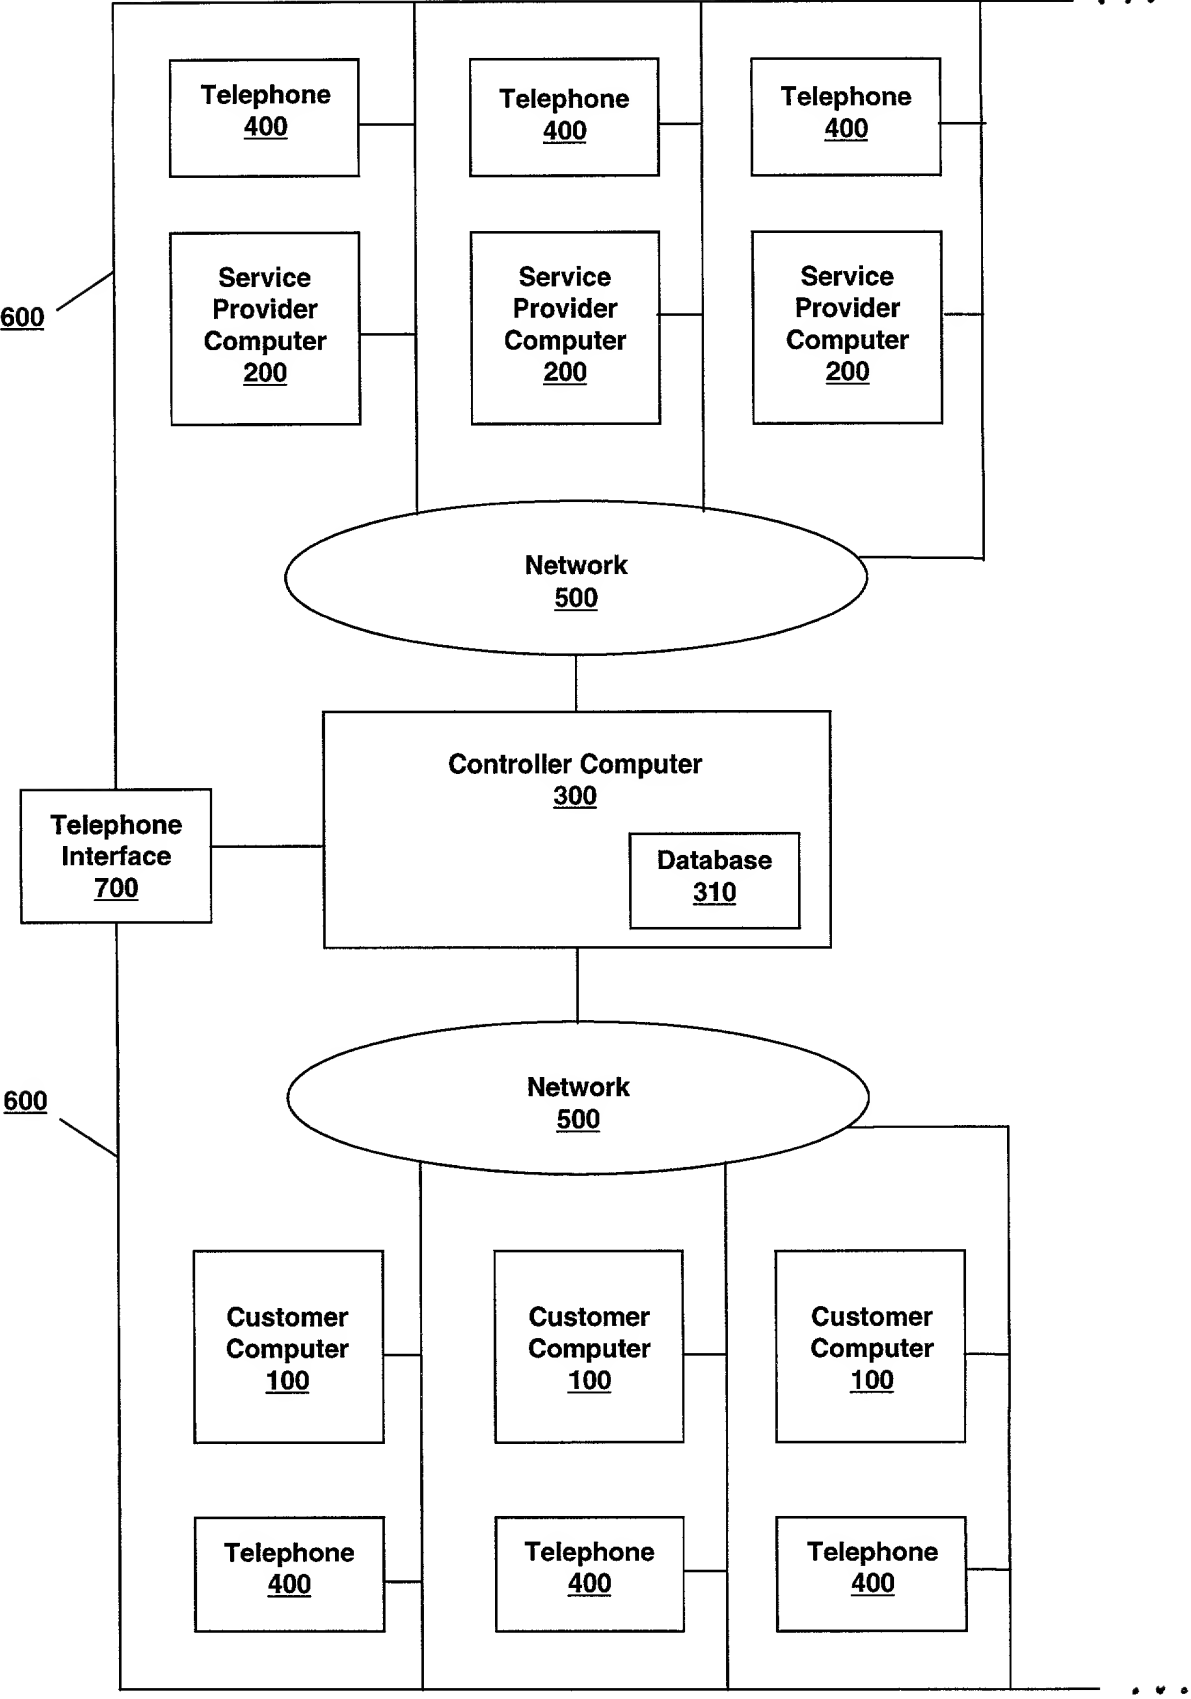 Telephone
400
Telephone
400
Telephone
400
Service
Provider
Computer
200
Service
Provider
Computer
200
Service
Provider
Computer
200
600
Network
500
Controller Computer
300
Telephone
Interface
700
Database
310
Network
500
600
Customer
Computer
100
Customer
Computer
100
Customer
Computer
100
Telephone
400
Telephone
400
Telephone
400